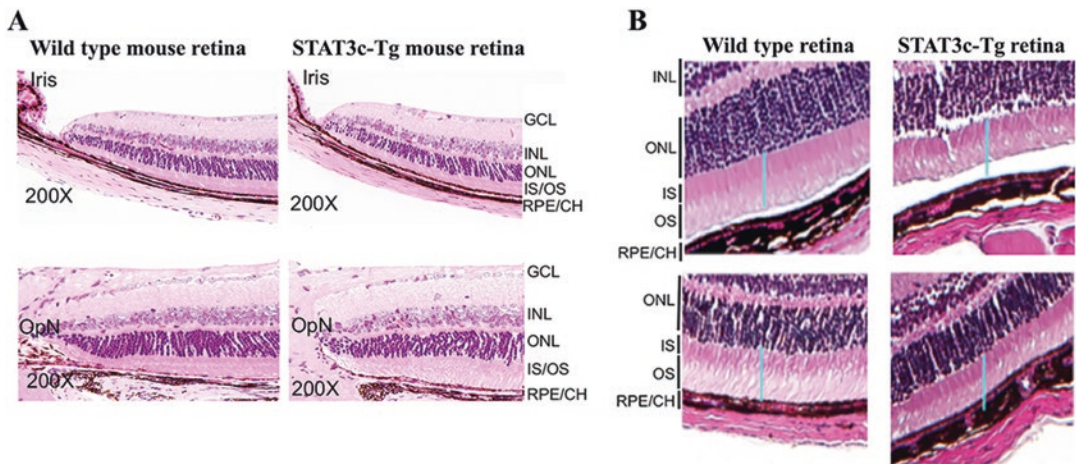 A
Wild type mouse retina
STAT3c-Tg mouse retina
Iris
200X
200X
GCL
INL
ONL
IS/OS
RPE/CH
OpN
200X
OpN
200X
GCL
INL
ONL
IS/OS
RPE/CH
B
Wild type retina
STAT3c-Tg retina
INL
ONL
IS
OS
RPE/CH
ONL
IS
OS
RPE/CH
Iris